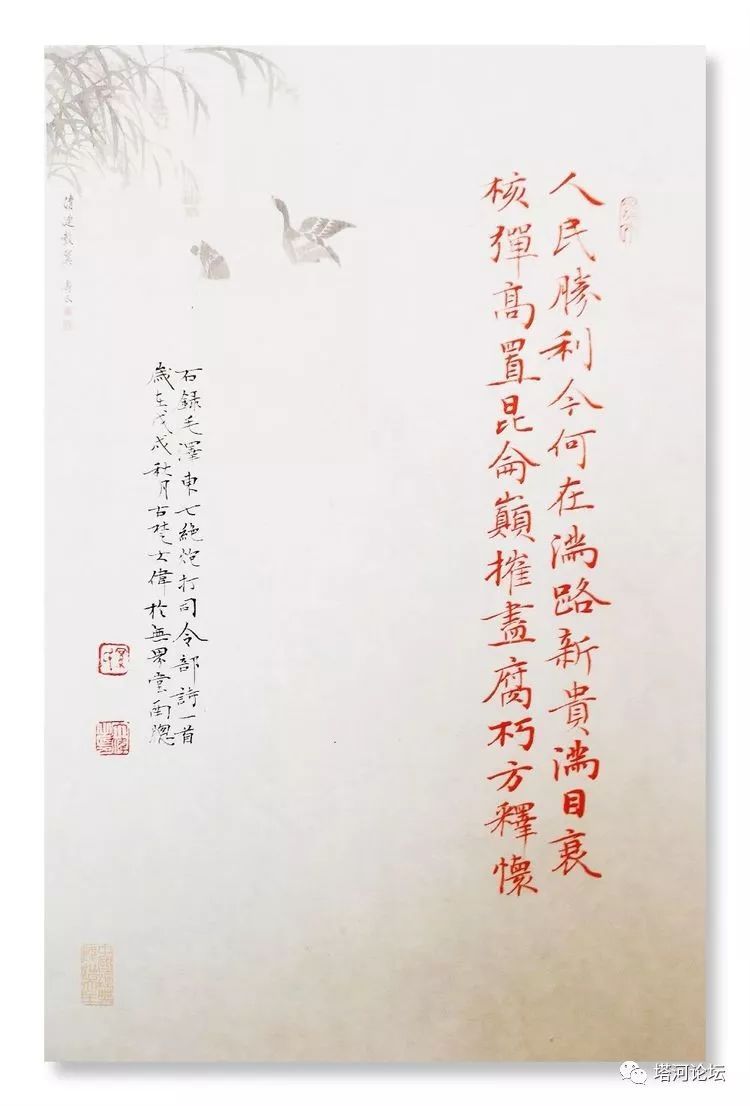 人民勝利今何在滿路新貴滿目衰
核彈高置昆侖巔摧盡腐朽方釋懷
右錄毛澤東七絕炮打司令部詩一首
歲在戊戌秋月古楚士偉於無界堂南窗
塔河论坛